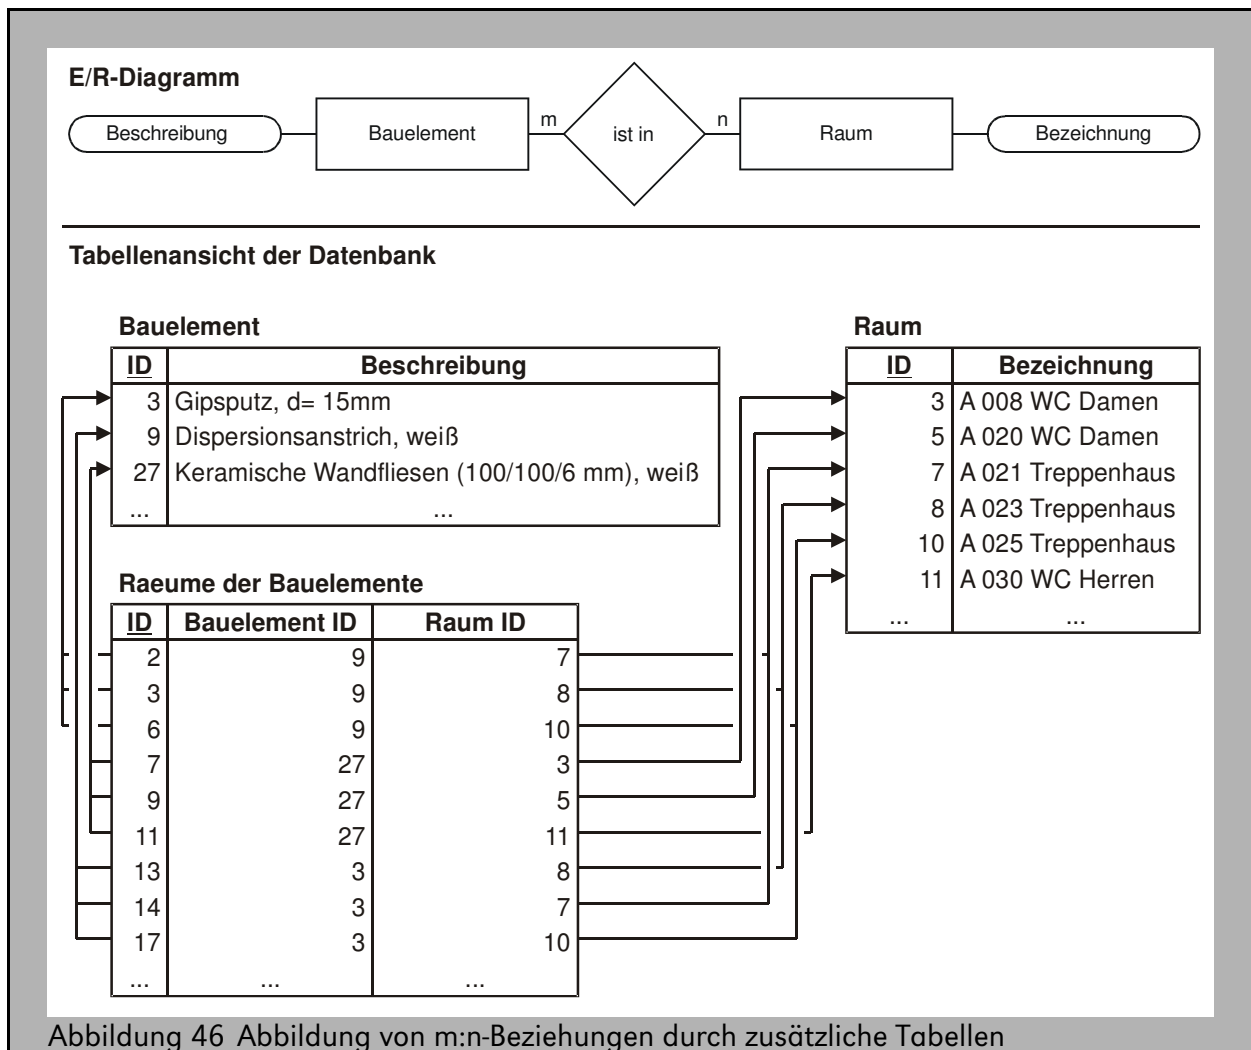 E/R-Diagramm
Beschreibung Bauelement m ist in n Raum Bezeichnung
Tabellenansicht der Datenbank
Bauelement
ID Beschreibung
3 Gipsputz, d= 15mm
9 Dispersionsanstrich, weiß
27 Keramische Wandfliesen (100/100/6 mm), weiß
... ...
Raum
ID Bezeichnung
3 A 008 WC Damen
5 A 020 WC Damen
7 A 021 Treppenhaus
8 A 023 Treppenhaus
10 A 025 Treppenhaus
11 A 030 WC Herren
... ...
Raeume der Bauelemente
ID Bauelement ID Raum ID
2 9 7
3 9 8
6 9 10
7 27 3
9 27 5
11 27 11
13 3 8
14 3 7
17 3 10
... ... ...
Abbildung 46 Abbildung von m:n-Beziehungen durch zusätzliche Tabellen